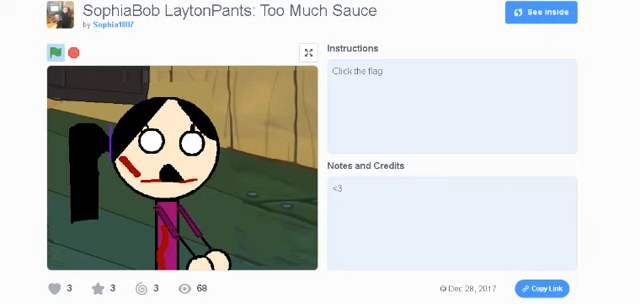 SophiaBob LaytonPants: Too Much Sauce
by Sophia1807
See inside
Instructions
Click the flag
Notes and Credits
<3
3
3
3
68
© Dec 28, 2017
Copy Link